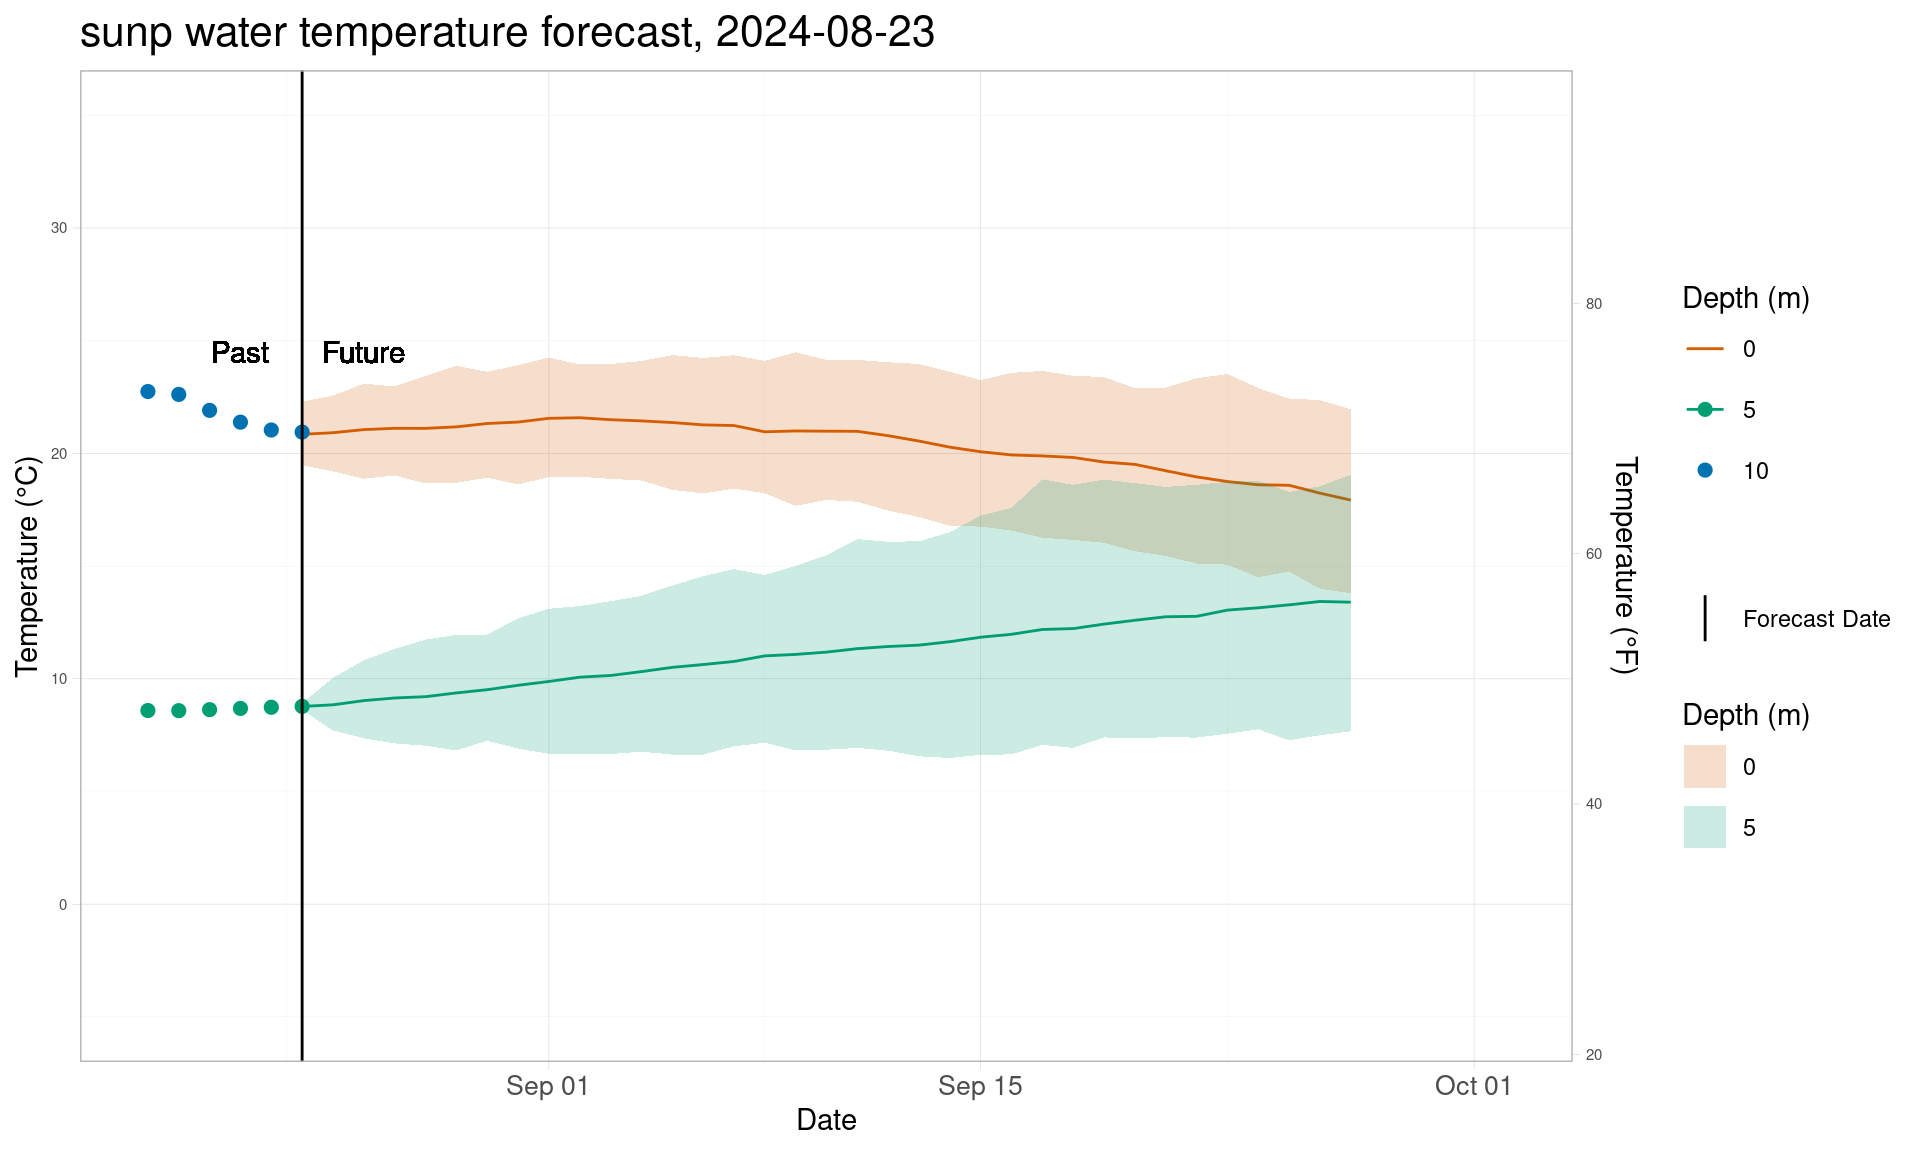 sunp water temperature forecast, 2024-08-23
Temperature (°C)
30
20
10
0
Past
Future
Sep 01
Sep 15
Oct 01
Date
80
60
40
20
Temperature (°F)
Depth (m)
0
5
10
Forecast Date
Depth (m)
0
5